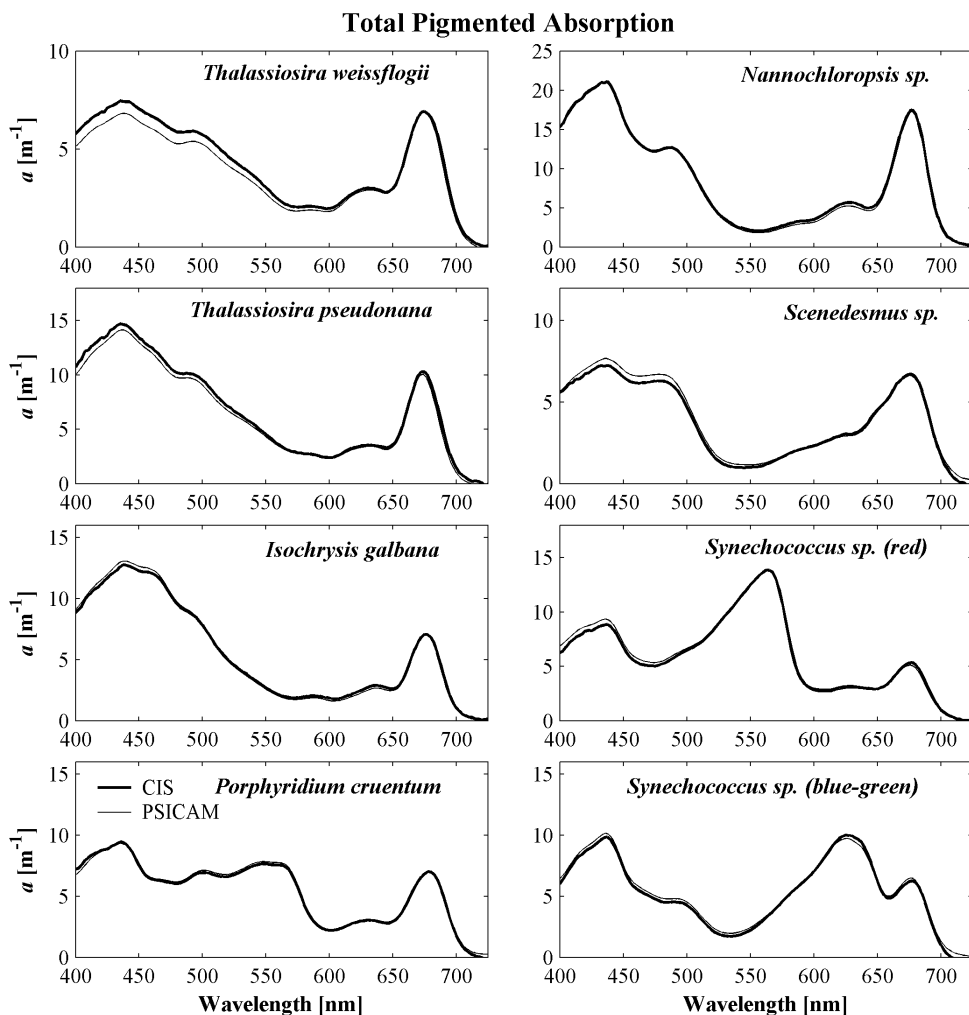 Total Pigmented Absorption
10
5
0
a [m-1]
Thalassiosira weissflogii
400 450 500 550 600 650 700
25
20
15
10
5
0
Nannochloropsis sp.
400 450 500 550 600 650 700
15
10
5
0
a [m-1]
Thalassiosira pseudonana
400 450 500 550 600 650 700
10
5
0
Scenedesmus sp.
400 450 500 550 600 650 700
15
10
5
0
a [m-1]
Isochrysis galbana
400 450 500 550 600 650 700
15
10
5
0
Synechococcus sp. (red)
400 450 500 550 600 650 700
15
10
5
0
a [m-1]
CIS
PSICAM
Porphyridium cruentum
400 450 500 550 600 650 700
Wavelength [nm]
15
10
5
0
Synechococcus sp. (blue-green)
400 450 500 550 600 650 700
Wavelength [nm]